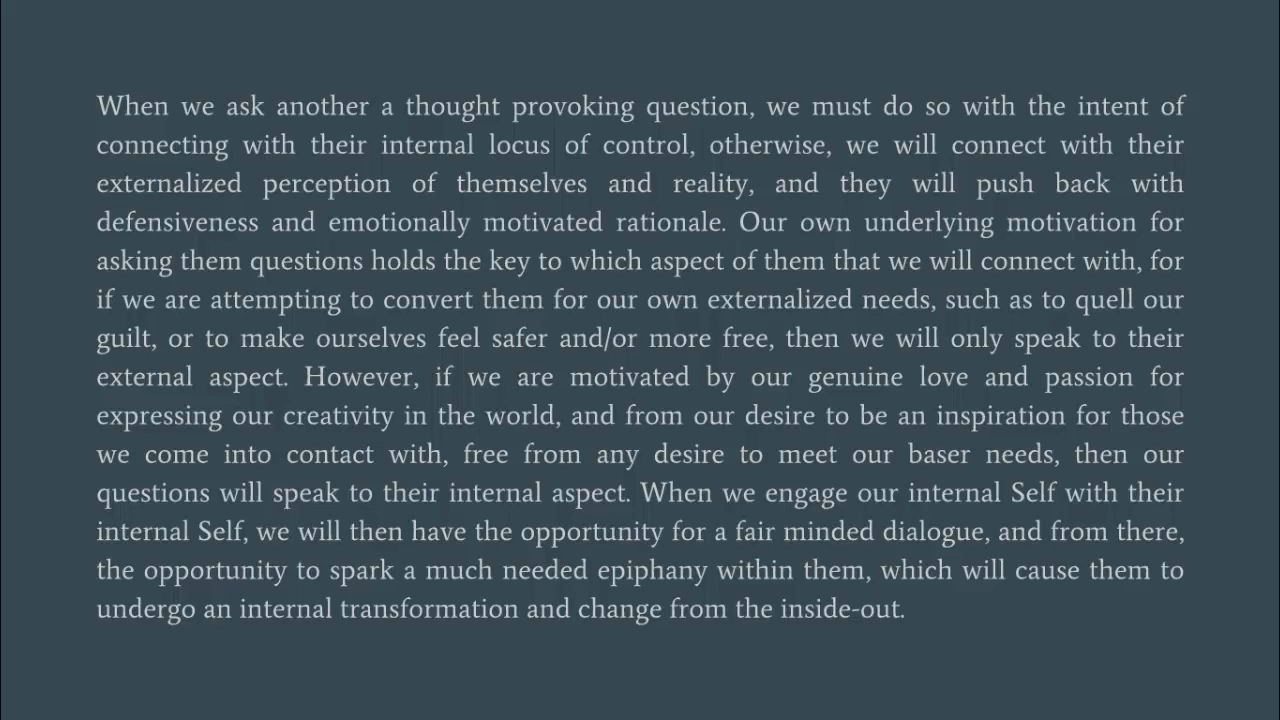 When we ask another a thought provoking question, we must do so with the intent of
connecting with their internal locus of control, otherwise, we will connect with their
externalized perception of themselves and reality, and they will push back with
defensiveness and emotionally motivated rationale. Our own underlying motivation for
asking them questions holds the key to which aspect of them that we will connect with, for
if we are attempting to convert them for our own externalized needs, such as to quell our
guilt, or to make ourselves feel safer and/or more free, then we will only speak to their
external aspect. However, if we are motivated by our genuine love and passion for
expressing our creativity in the world, and from our desire to be an inspiration for those
we come into contact with, free from any desire to meet our baser needs, then our
questions will speak to their internal aspect. When we engage our internal Self with their
internal Self, we will then have the opportunity for a fair minded dialogue, and from there,
the opportunity to spark a much needed epiphany within them, which will cause them to
undergo an internal transformation and change from the inside-out.